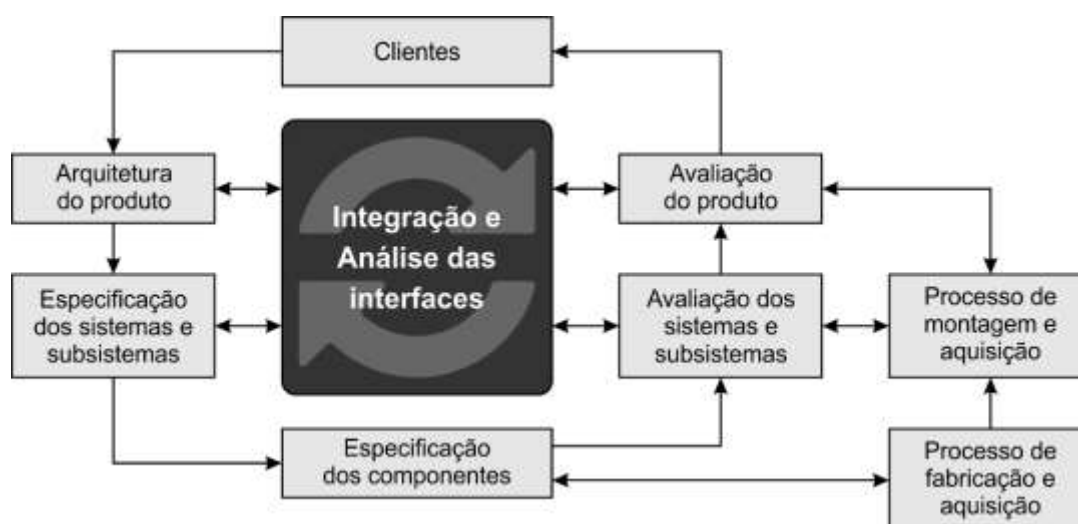 Clientes
Arquitetura
do produto
Integração e
Análise das
interfaces
Avaliação
do produto
Especificação
dos sistemas e
subsistemas
Avaliação dos
sistemas e
subsistemas
Processo de
montagem e
aquisição
Especificação
dos componentes
Processo de
fabricação e
aquisição